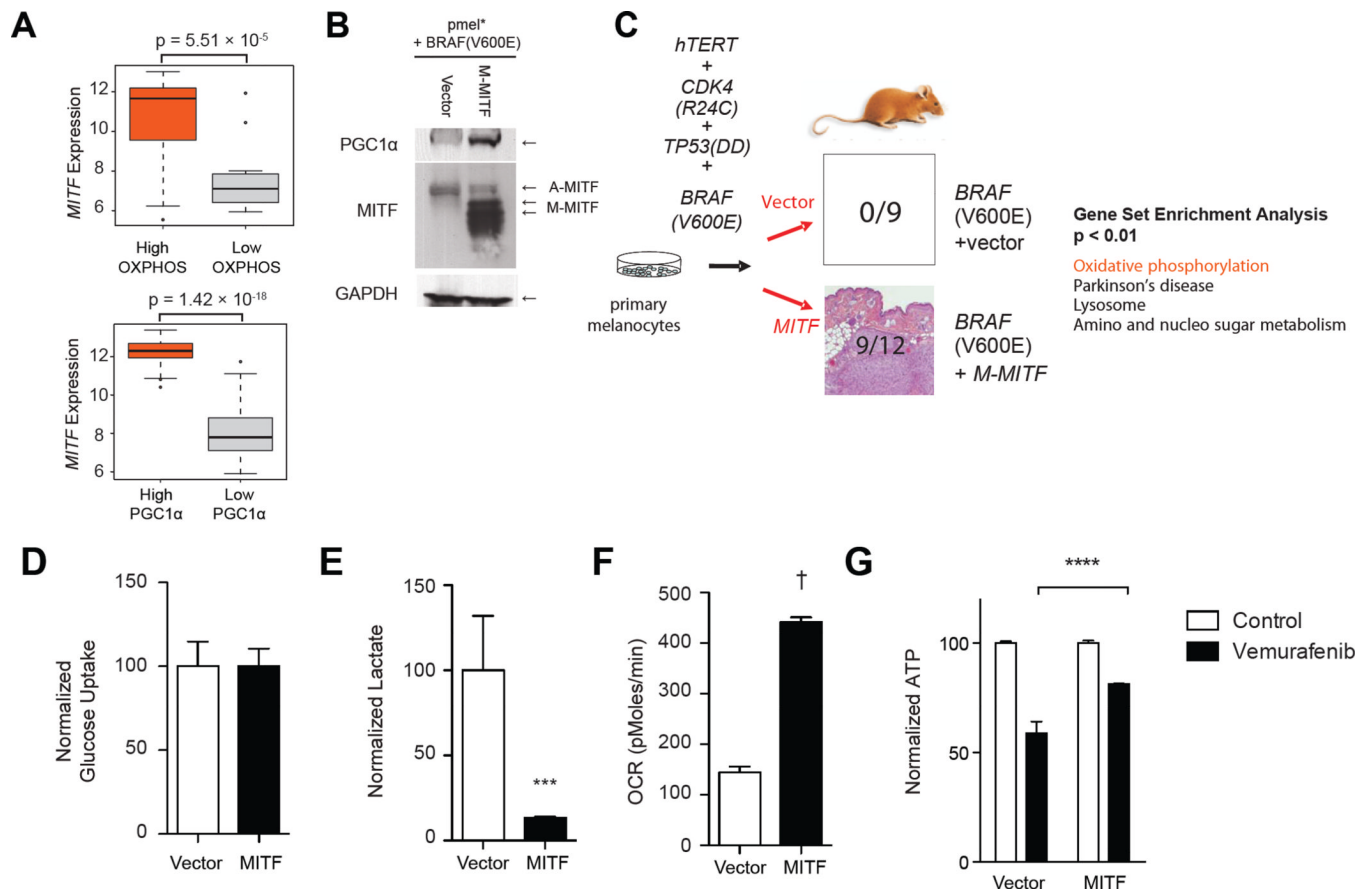 A
p = 5.51 × 10-5
MITF Expression
12
10
8
6
High
OXPHOS
Low
OXPHOS
p = 1.42 × 10-18
MITF Expression
12
10
8
6
High
PGC1α
Low
PGC1α
B
pmel*
+ BRAF(V600E)
Vector
M-MITF
PGC1α
←
MITF
← A-MITF
← M-MITF
←
GAPDH
←
C
hTERT
+
CDK4
(R24C)
+
TP53(DD)
+
BRAF
(V600E)
primary
melanocytes
Vector
MITF
0/9
9/12
BRAF
(V600E)
+vector
BRAF
(V600E)
+ M-MITF
Gene Set Enrichment Analysis
p < 0.01
Oxidative phosphorylation
Parkinson's disease
Lysosome
Amino and nucleo sugar metabolism
D
Normalized
Glucose Uptake
150
100
50
0
Vector
MITF
E
Normalized Lactate
150
100
50
0
***
Vector
MITF
F
OCR (pMoles/min)
500
400
300
200
100
0
†
Vector
MITF
G
Normalized ATP
100
50
0
****
Vector
MITF
Control
Vemurafenib